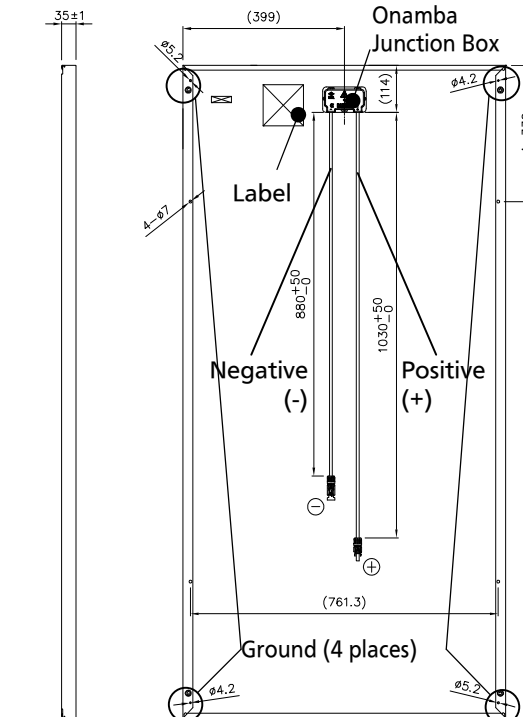 35±1
(399)
Onamba
Junction Box
ø5.2
(114)
ø4.2
Label
4-ø7
880+50
-0
1030+50
-0
Negative
(-)
Positive
(+)
(761.3)
Ground (4 places)
ø4.2
ø5.2